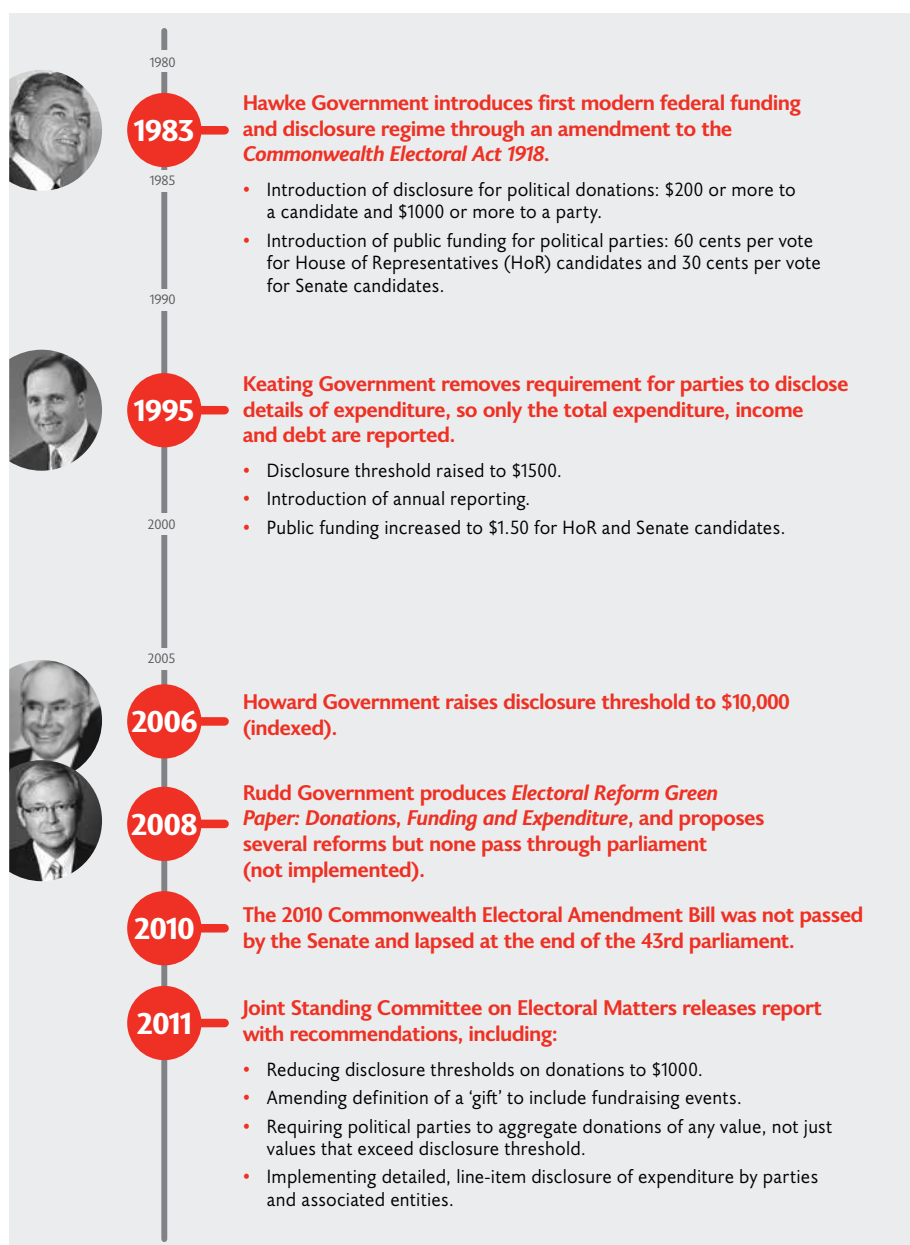 1980
1983
Hawke Government introduces first modern federal funding
and disclosure regime through an amendment to the
Commonwealth Electoral Act 1918.
1985
• Introduction of disclosure for political donations: $200 or more to
a candidate and $1000 or more to a party.
• Introduction of public funding for political parties: 60 cents per vote
for House of Representatives (HoR) candidates and 30 cents per vote
for Senate candidates.
1990
1995
Keating Government removes requirement for parties to disclose
details of expenditure, so only the total expenditure, income
and debt are reported.
• Disclosure threshold raised to $1500.
• Introduction of annual reporting.
• Public funding increased to $1.50 for HoR and Senate candidates.
2000
2005
2006
Howard Government raises disclosure threshold to $10,000
(indexed).
2008
Rudd Government produces Electoral Reform Green
Paper: Donations, Funding and Expenditure, and proposes
several reforms but none pass through parliament
(not implemented).
2010
The 2010 Commonwealth Electoral Amendment Bill was not passed
by the Senate and lapsed at the end of the 43rd parliament.
2011
Joint Standing Committee on Electoral Matters releases report
with recommendations, including:
• Reducing disclosure thresholds on donations to $1000.
• Amending definition of a ‘gift’ to include fundraising events.
• Requiring political parties to aggregate donations of any value, not just
values that exceed disclosure threshold.
• Implementing detailed, line-item disclosure of expenditure by parties
and associated entities.